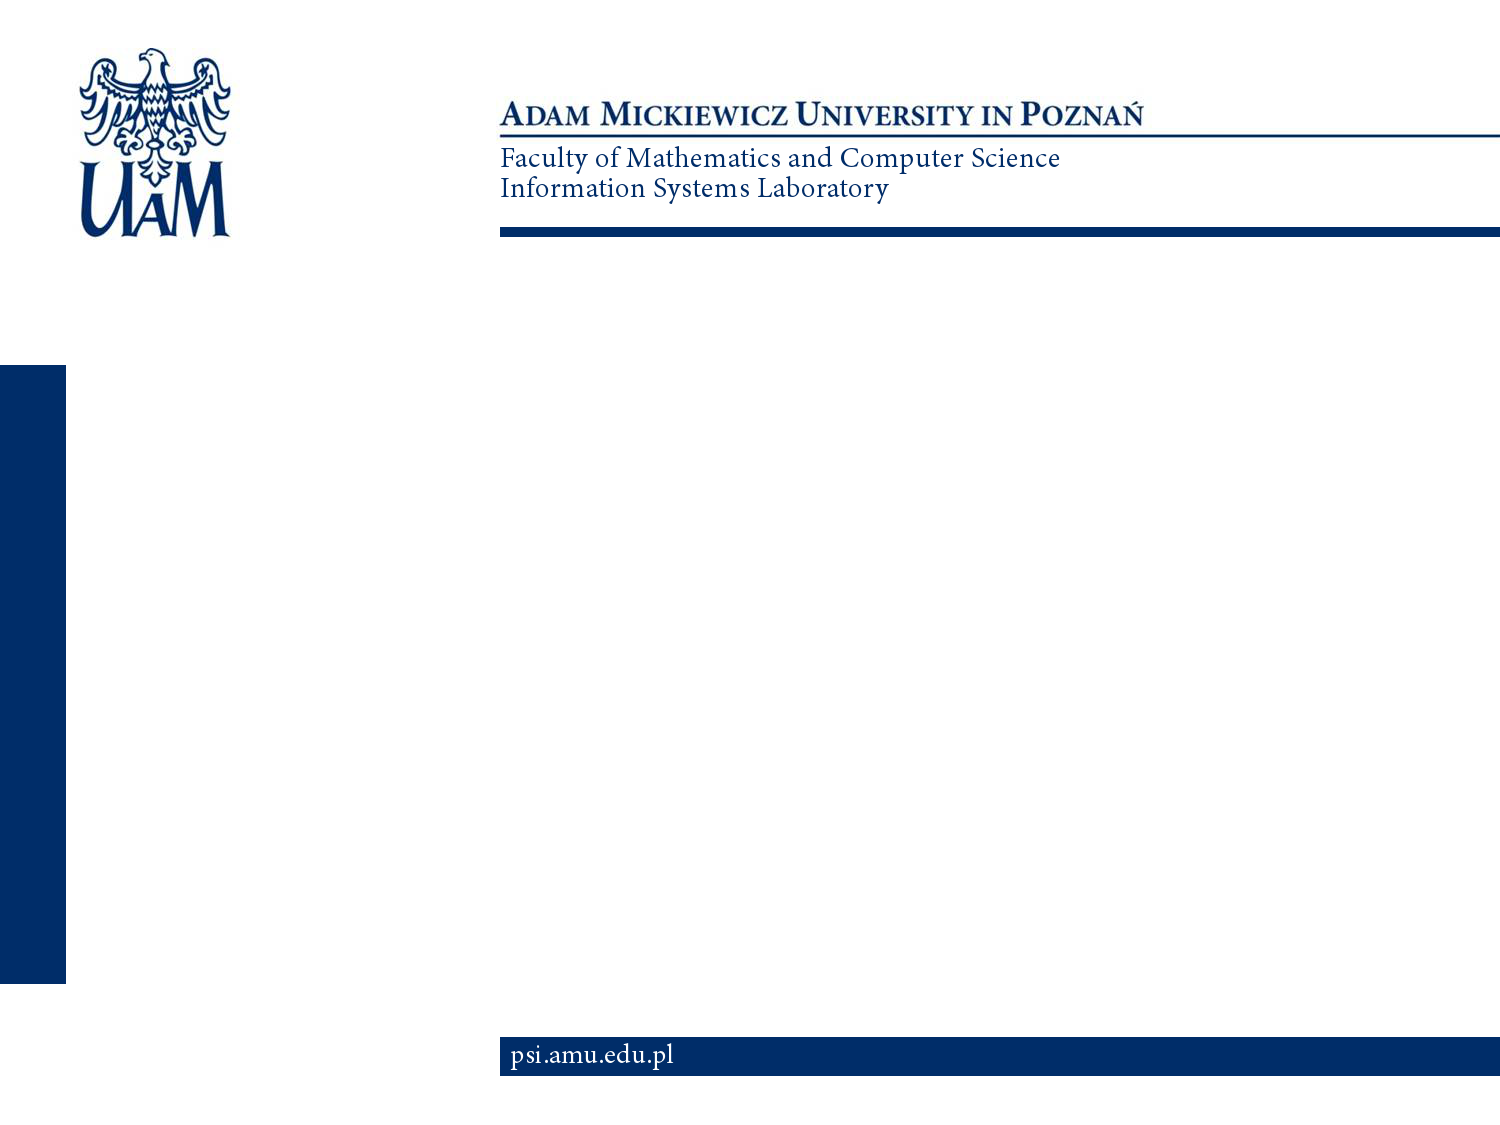 UAM
ADAM MICKIEWICZ UNIVERSITY IN POZNAŃ
Faculty of Mathematics and Computer Science
Information Systems Laboratory
psi.amu.edu.pl